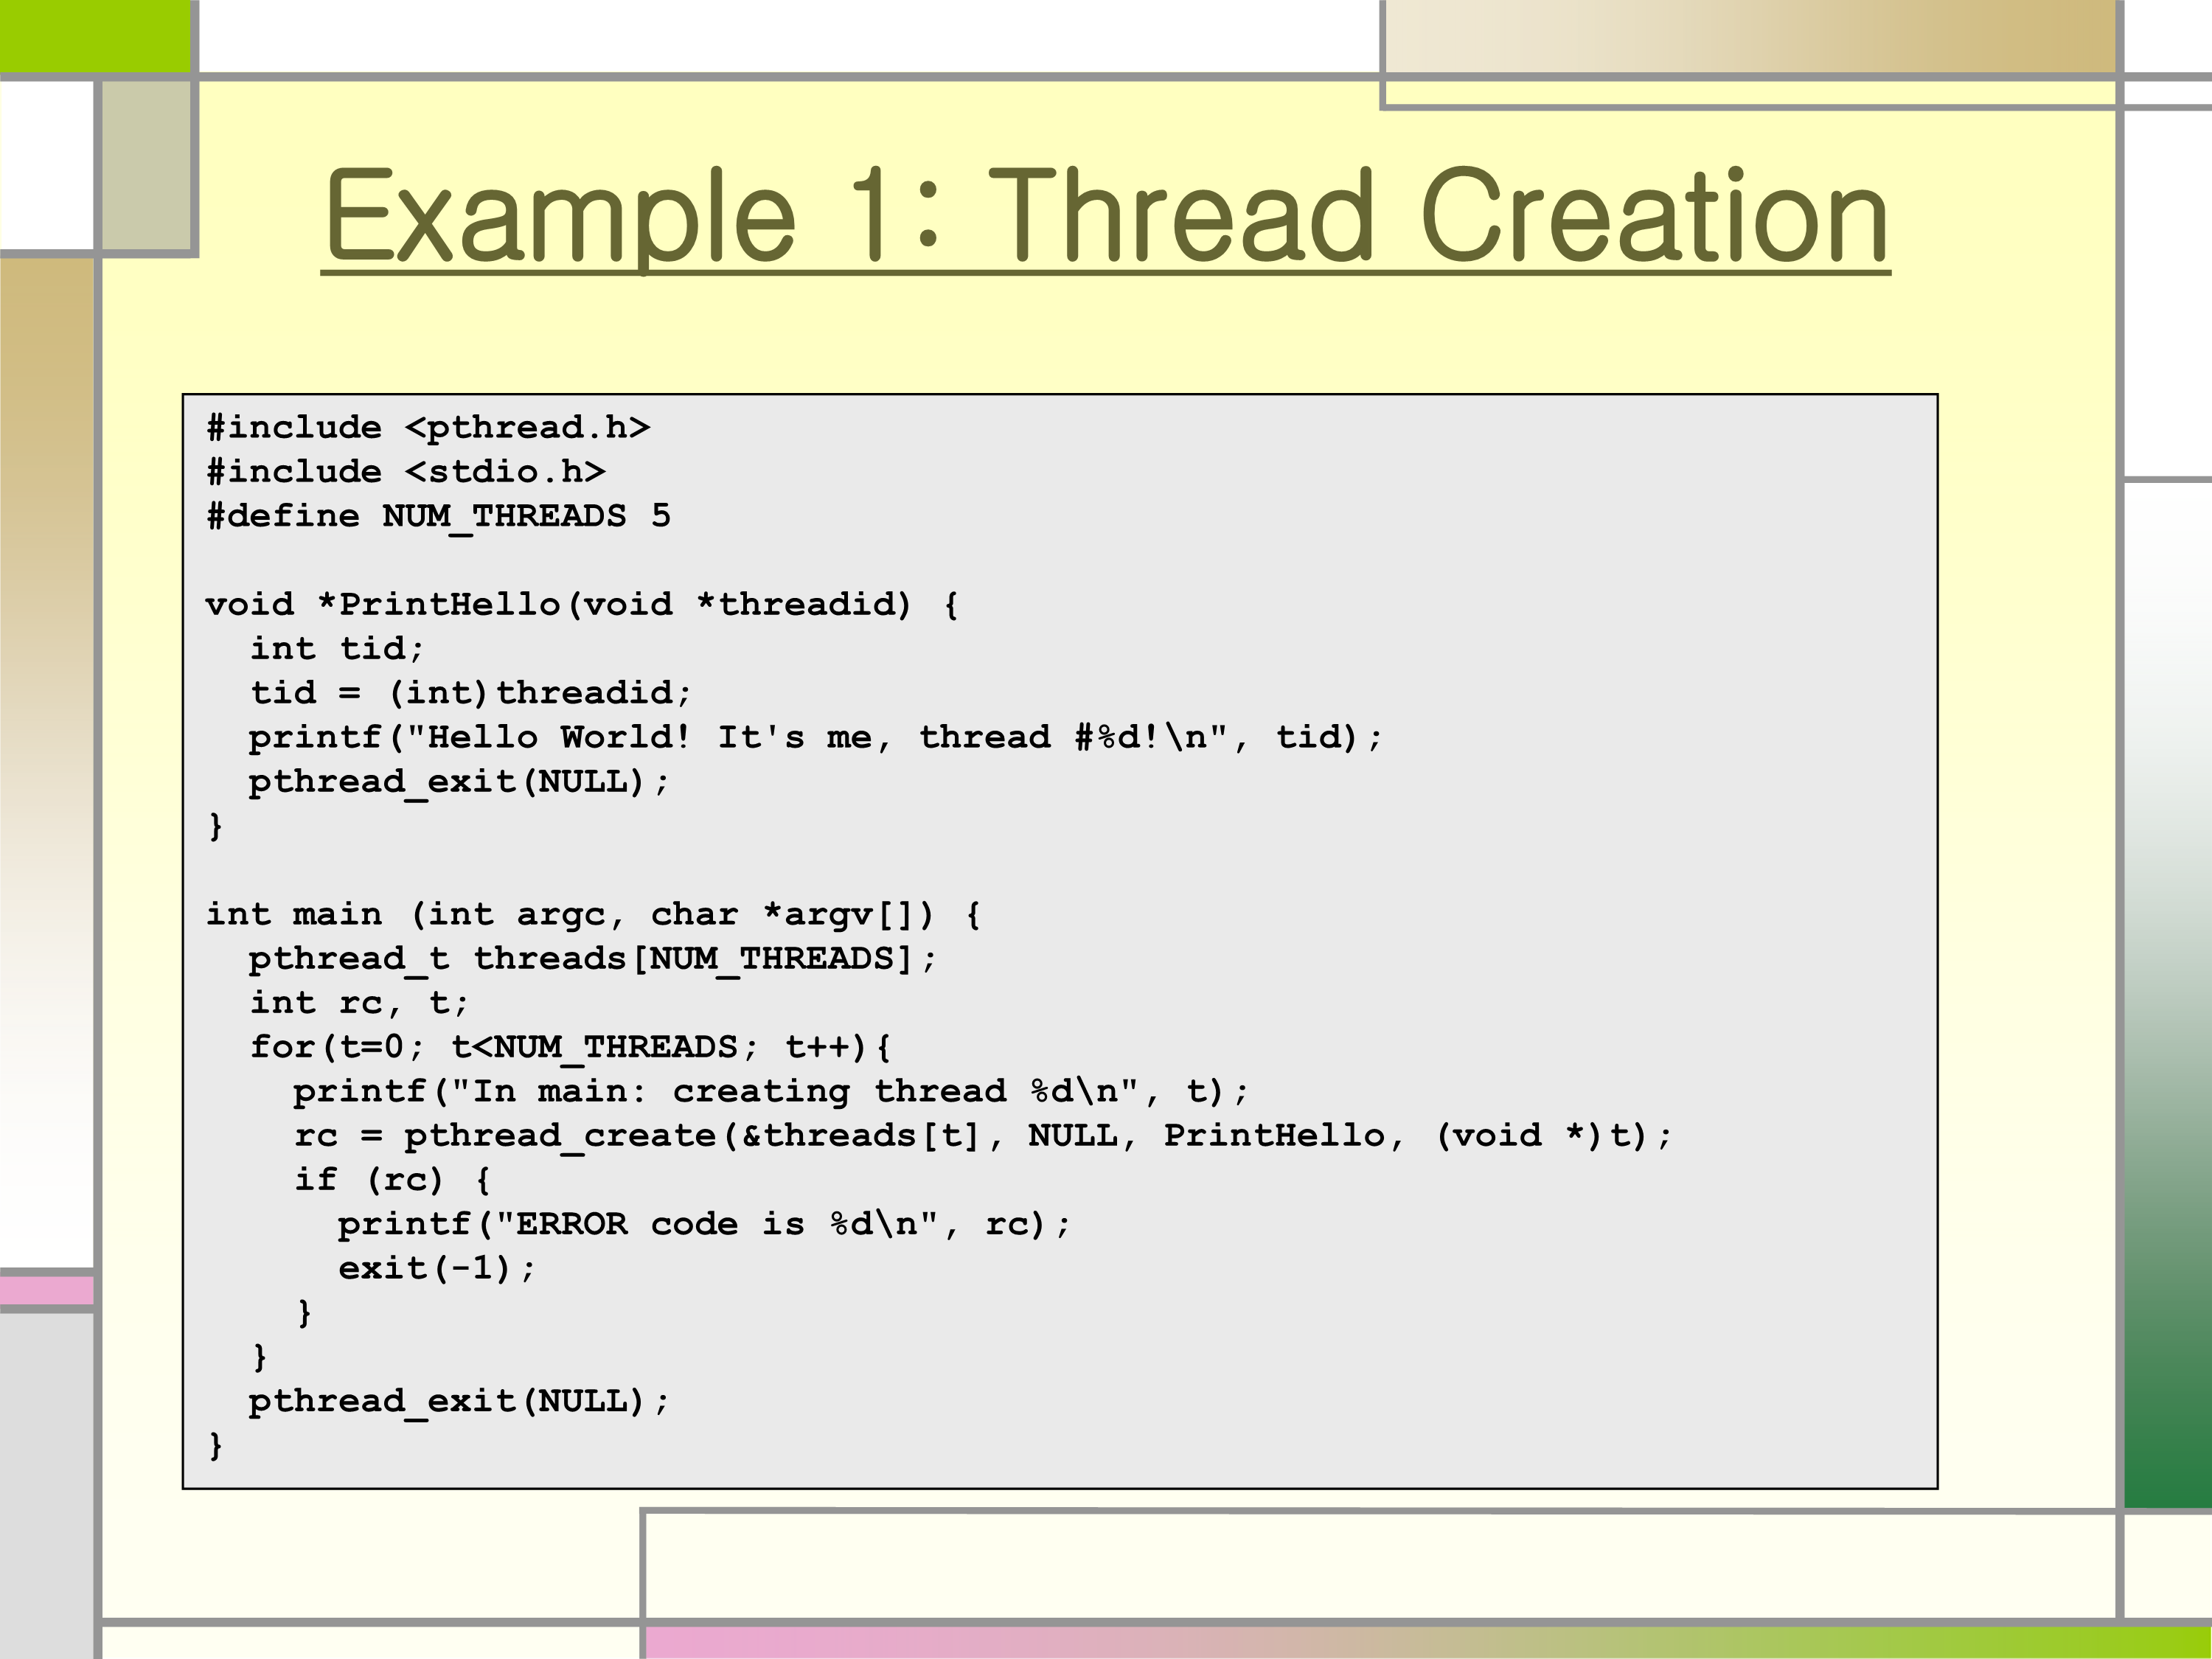 Example 1: Thread Creation
#include <pthread.h>
#include <stdio.h>
#define NUM_THREADS 5

void *PrintHello(void *threadid) {
  int tid;
  tid = (int)threadid;
  printf("Hello World! It's me, thread #%d!\n", tid);
  pthread_exit(NULL);
}

int main (int argc, char *argv[]) {
  pthread_t threads[NUM_THREADS];
  int rc, t;
  for(t=0; t<NUM_THREADS; t++){
    printf("In main: creating thread %d\n", t);
    rc = pthread_create(&threads[t], NULL, PrintHello, (void *)t);
    if (rc) {
      printf("ERROR code is %d\n", rc);
      exit(-1);
    }
  }
  pthread_exit(NULL);
}